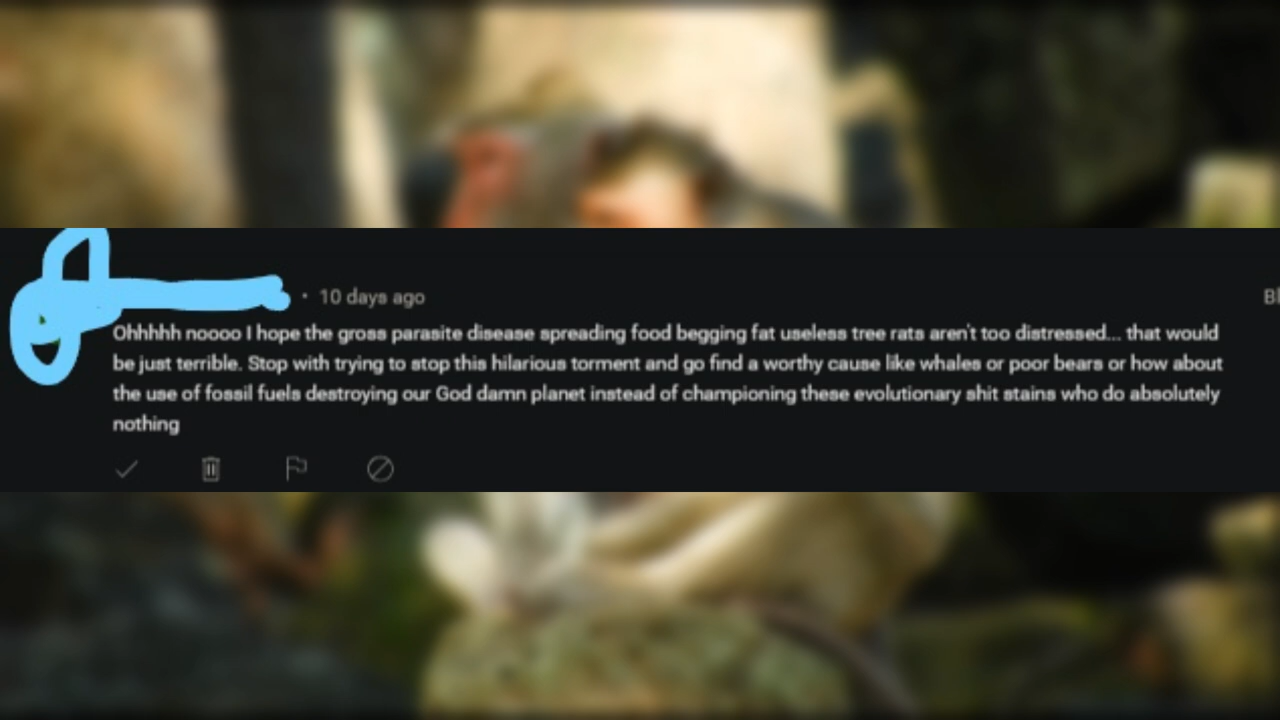 · 10 days ago
Ohhhhh noooo I hope the gross parasite disease spreading food begging fat useless tree rats aren't too distressed... that would
be just terrible. Stop with trying to stop this hilarious torment and go find a worthy cause like whales or poor bears or how about
the use of fossil fuels destroying our God damn planet instead of championing these evolutionary shit stains who do absolutely
nothing